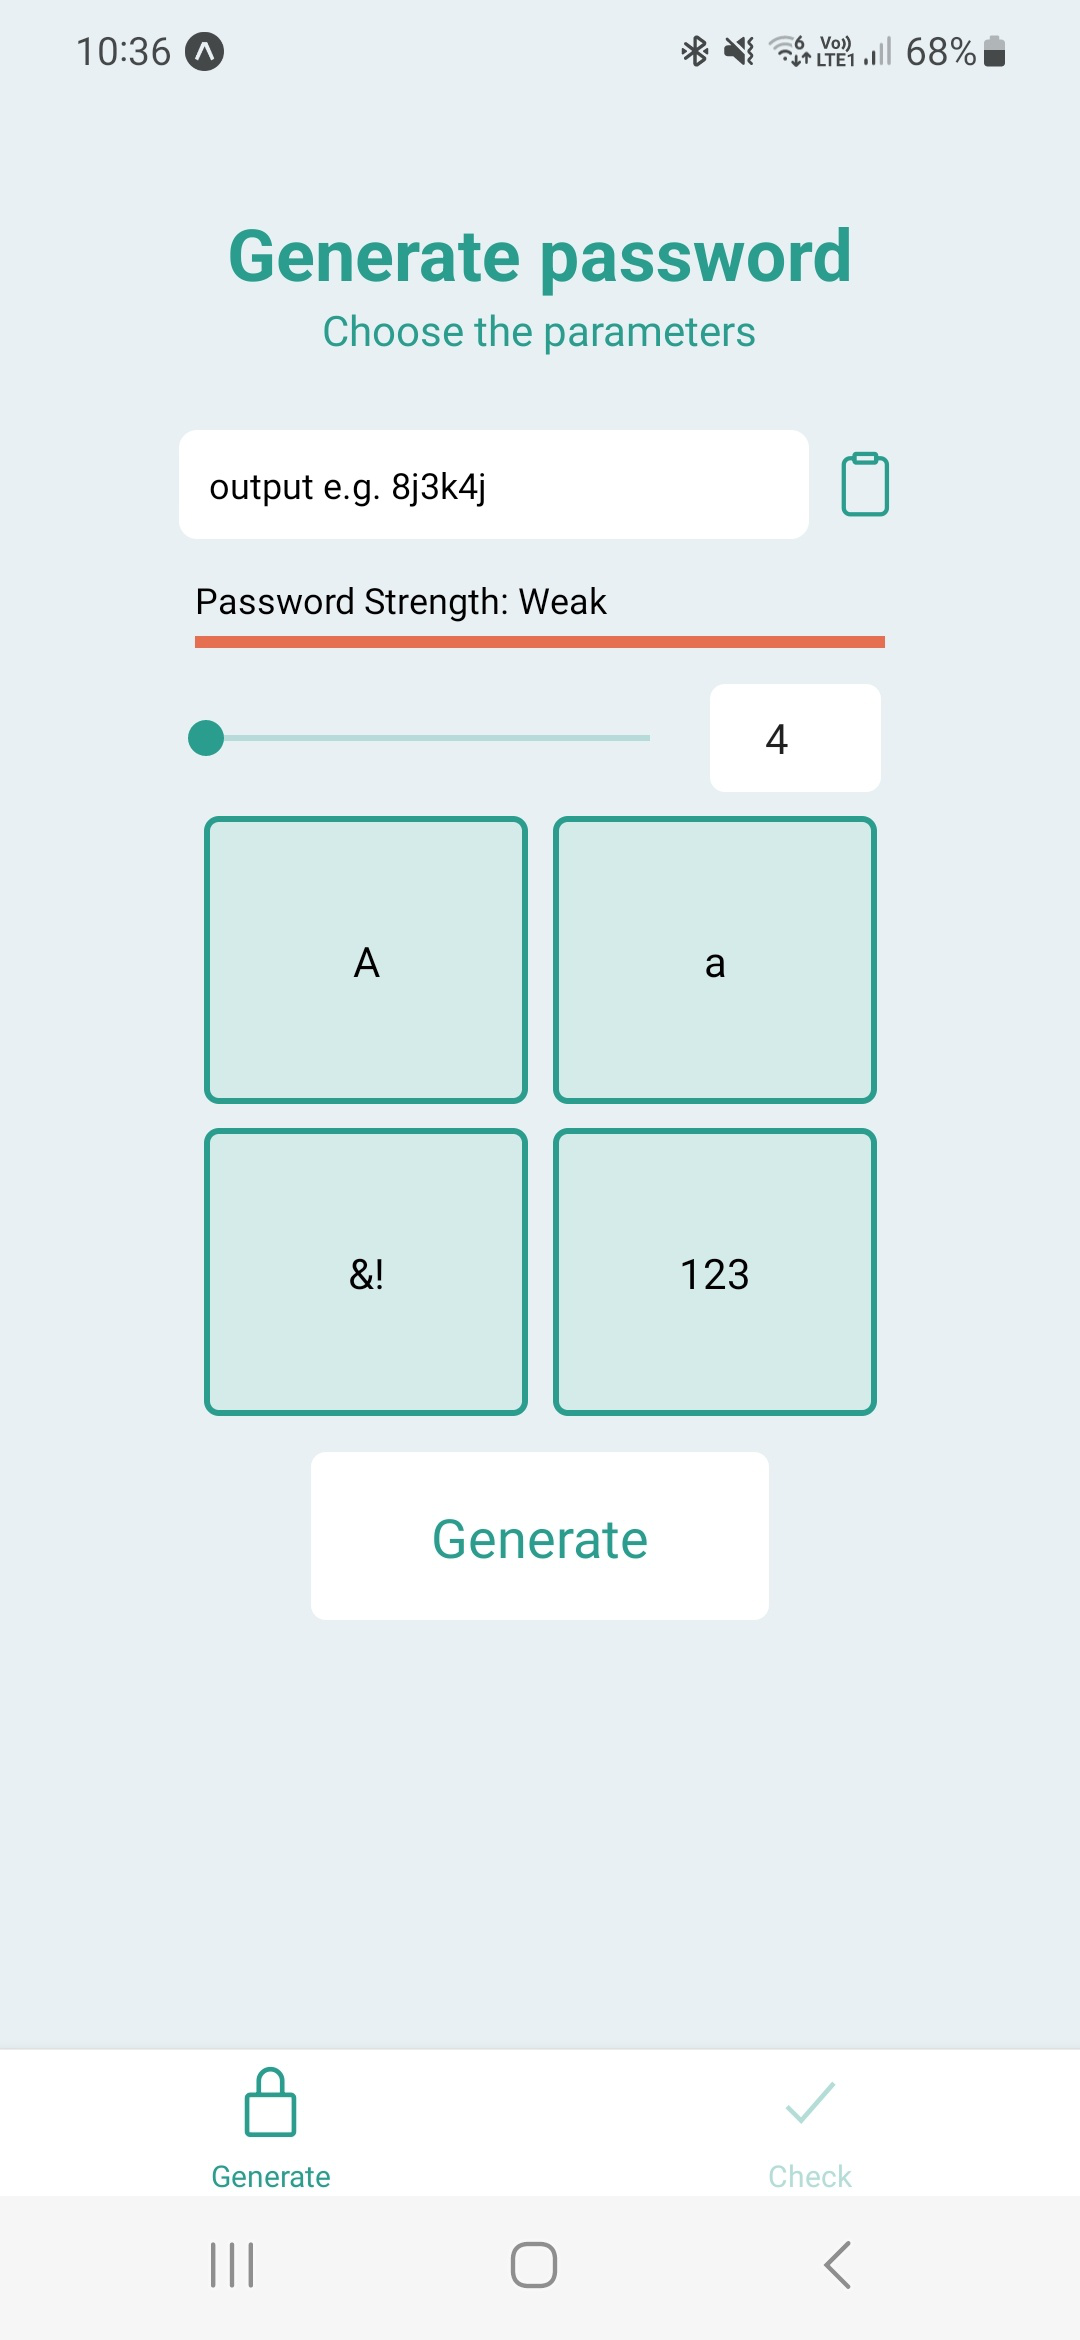 10:36
6 Vo)) LTE1 68%
Generate password
Choose the parameters
output e.g. 8j3k4j
Password Strength: Weak
4
A a
&! 123
Generate
Generate Check